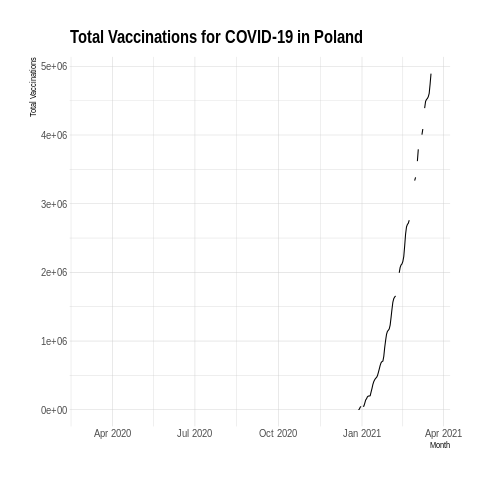 Total Vaccinations for COVID-19 in Poland
Total Vaccinations
5e+06
4e+06
3e+06
2e+06
1e+06
0e+00
Apr 2020 Jul 2020 Oct 2020 Jan 2021 Apr 2021
Month